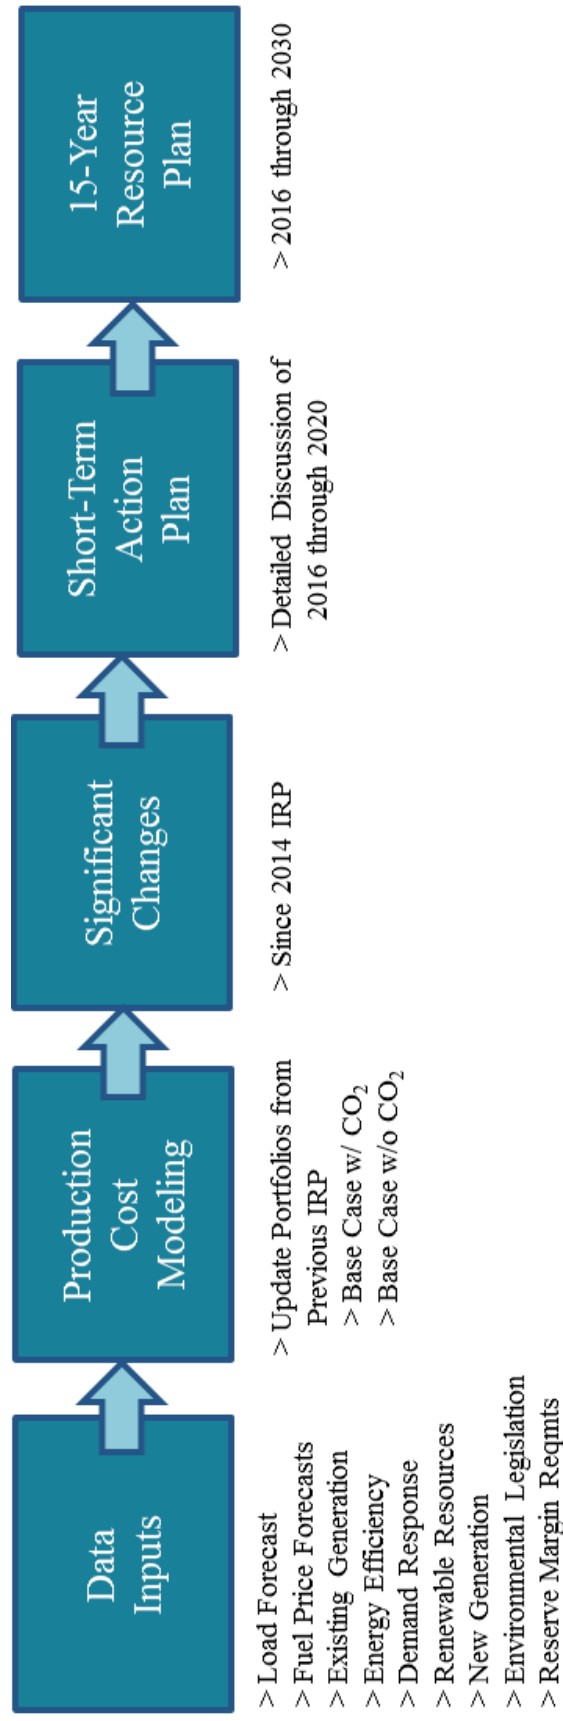 Data
Inputs
> Load Forecast
> Fuel Price Forecasts
> Existing Generation
> Energy Efficiency
> Demand Response
> Renewable Resources
> New Generation
> Environmental Legislation
> Reserve Margin Reqmts
Production
Cost
Modeling
> Update Portfolios from
Previous IRP
> Base Case w/ CO₂
> Base Case w/o CO₂
Significant
Changes
> Since 2014 IRP
Short-Term
Action
Plan
> Detailed Discussion of
2016 through 2020
15-Year
Resource
Plan
> 2016 through 2030